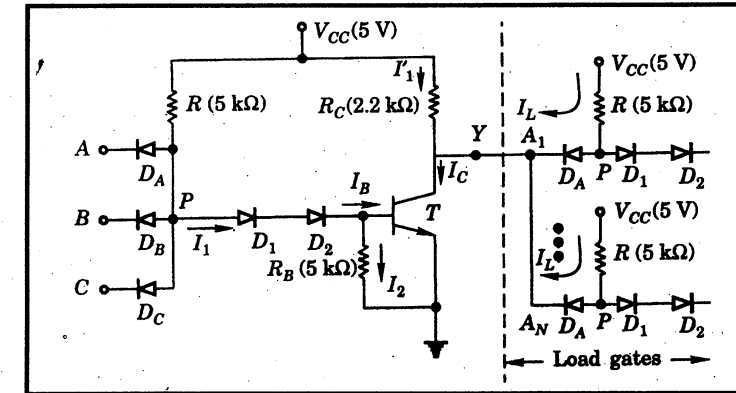 V_CC (5 V)
I'_1
R (5 kΩ)
R_C (2.2 kΩ)
A
D_A
P
B
D_B
I_1
D_1
D_2
I_B
C
D_C
R_B (5 kΩ)
I_2
T
I_C
Y
V_CC (5 V)
I_L
R (5 kΩ)
A_1
D_A
P
D_1
D_2
V_CC (5 V)
I_L
R (5 kΩ)
A_N
D_A
P
D_1
D_2
Load gates